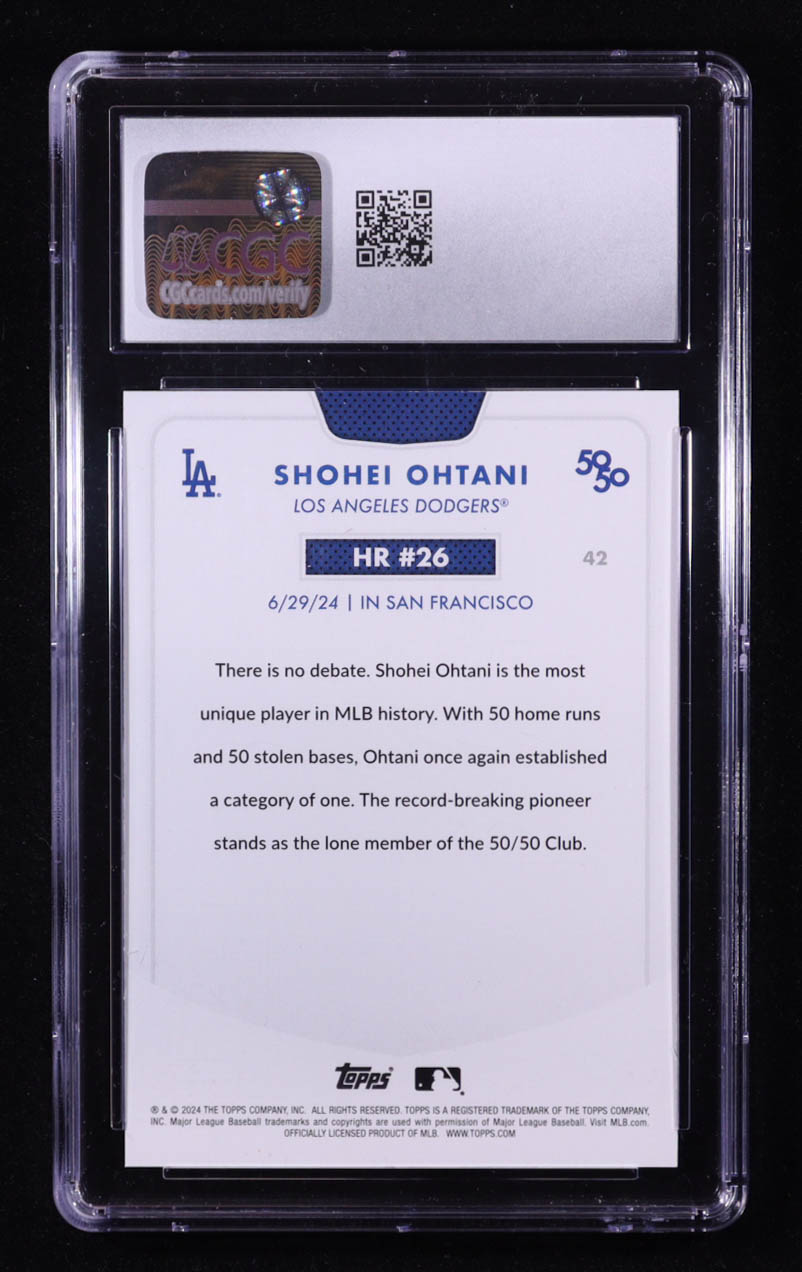 CGC
CGCcards.com/verify
LA
SHOHEI OHTANI
50/50
LOS ANGELES DODGERS®
HR #26
42
6/29/24 | IN SAN FRANCISCO
There is no debate. Shohei Ohtani is the most
unique player in MLB history. With 50 home runs
and 50 stolen bases, Ohtani once again established
a category of one. The record-breaking pioneer
stands as the lone member of the 50/50 Club.
TOPPS®
® & © 2024 THE TOPPS COMPANY, INC. ALL RIGHTS RESERVED. TOPPS IS A REGISTERED TRADEMARK OF THE TOPPS COMPANY,
INC. Major League Baseball trademarks and copyrights are used with permission of Major League Baseball. Visit MLB.com.
OFFICIALLY LICENSED PRODUCT OF MLB. WWW.TOPPS.COM